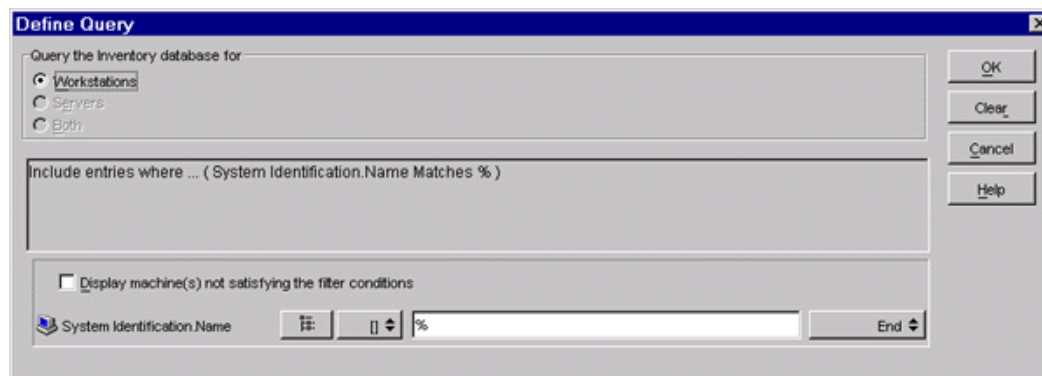 Define Query
Query the Inventory database for
Workstations
Servers
Both
OK
Clear
Cancel
Help
Include entries where ... ( System Identification.Name Matches % )
Display machine(s) not satisfying the filter conditions
System Identification.Name [] % End